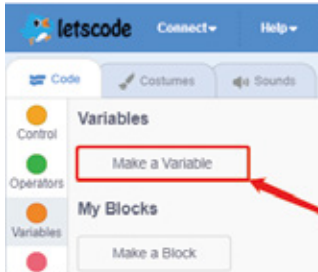 letscode Connect Help
Code Costumes Sounds
Control
Operators
Variables
Variables
Make a Variable
My Blocks
Make a Block